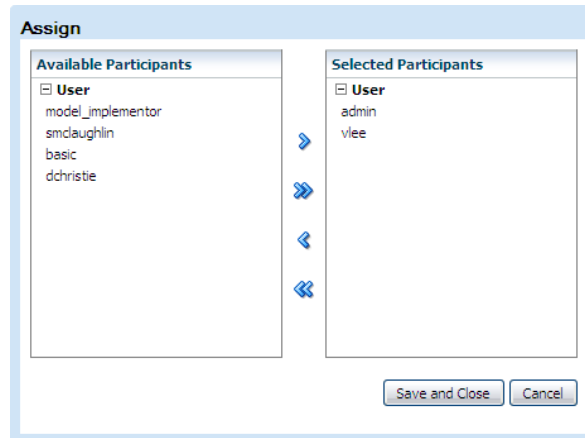 Assign
Available Participants
User
model_implementor
smclaughlin
basic
dchristie
Selected Participants
User
admin
vlee
Save and Close
Cancel